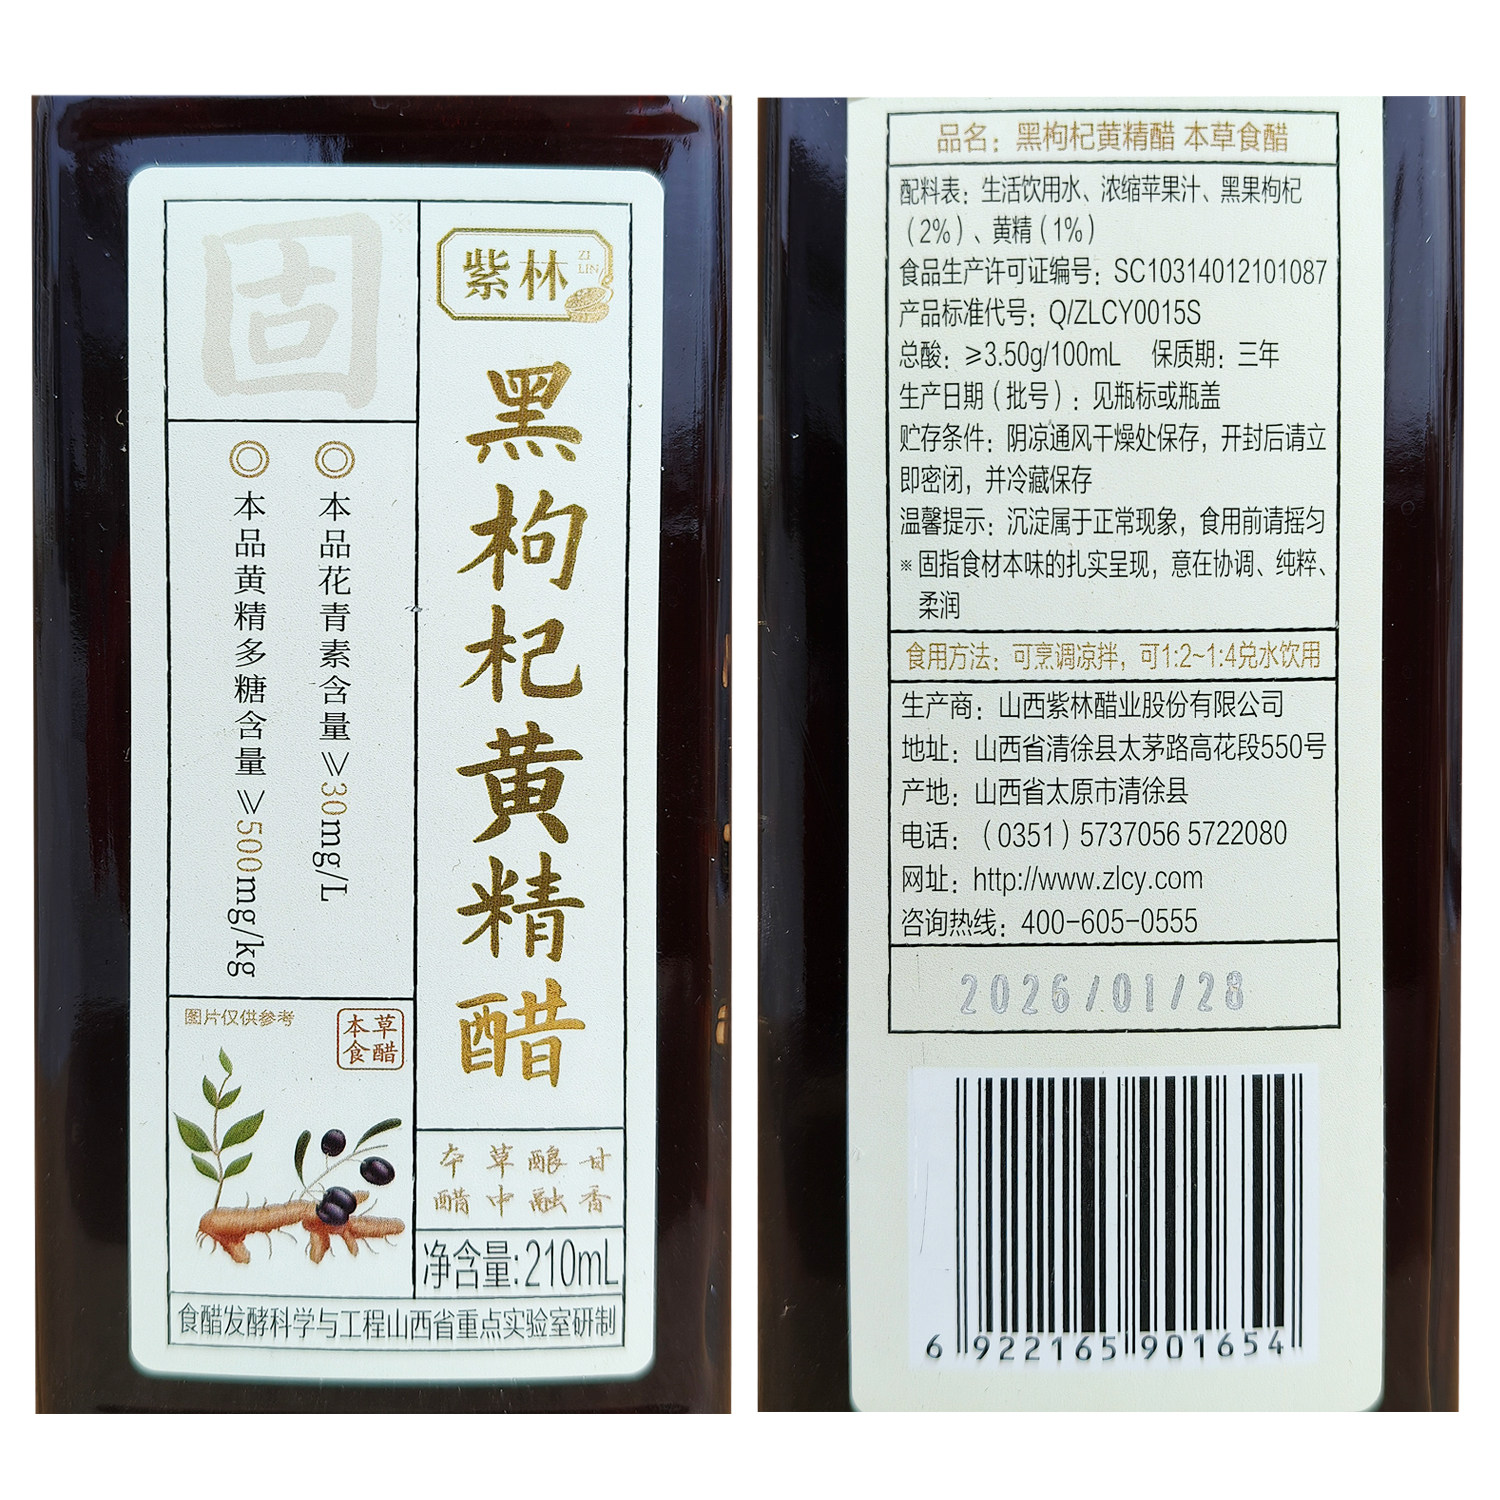 固
※
紫林
ZI
LIN
黑枸杞黄精醋
◎本品花青素含量≥30mg/L
◎本品黄精多糖含量≥500mg/kg
图片仅供参考
本草
食醋
本草酿甘
醋中融香
净含量:210mL
食醋发酵科学与工程山西省重点实验室研制
品名：黑枸杞黄精醋 本草食醋
配料表：生活饮用水、浓缩苹果汁、黑果枸杞
（2%）、黄精（1%）
食品生产许可证编号：SC10314012101087
产品标准代号：Q/ZLCY0015S
总酸：≥3.50g/100mL 保质期：三年
生产日期（批号）：见瓶标或瓶盖
贮存条件：阴凉通风干燥处保存，开封后请立
即密闭，并冷藏保存
温馨提示：沉淀属于正常现象，食用前请摇匀
※固指食材本味的扎实呈现，意在协调、纯粹、
柔润
食用方法：可烹调凉拌，可1:2~1:4兑水饮用
生产商：山西紫林醋业股份有限公司
地址：山西省清徐县太茅路高花段550号
产地：山西省太原市清徐县
电话：（0351）5737056 5722080
网址：http://www.zlcy.com
咨询热线：400-605-0555
2026/01/28
6 922165 901654